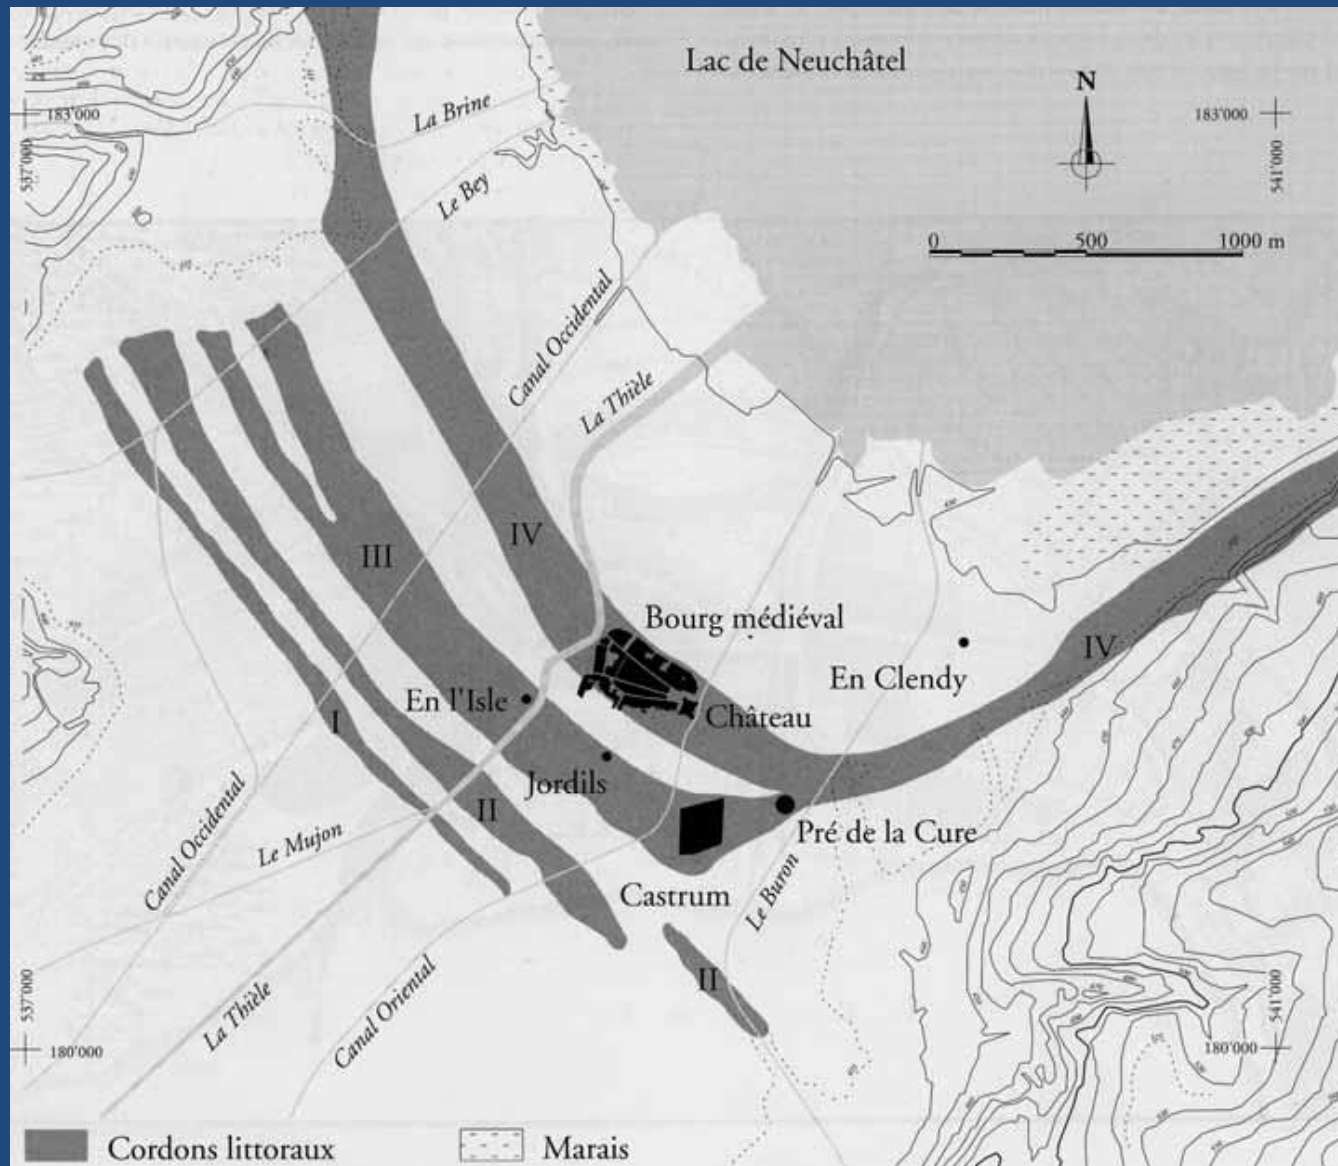 Lac de Neuchâtel
N
183'000
183'000
537'000
541'000
La Brine
Le Bey
0 500 1000 m
Canal Occidental
La Thièle
IV
III
Bourg médiéval
En Clendy
IV
En l'Isle
Château
I
Jordils
II
Pré de la Cure
Canal Occidental
Le Mujon
Castrum
Le Buron
II
La Thièle
Canal Oriental
537'000
541'000
180'000
180'000
Cordons littoraux
Marais